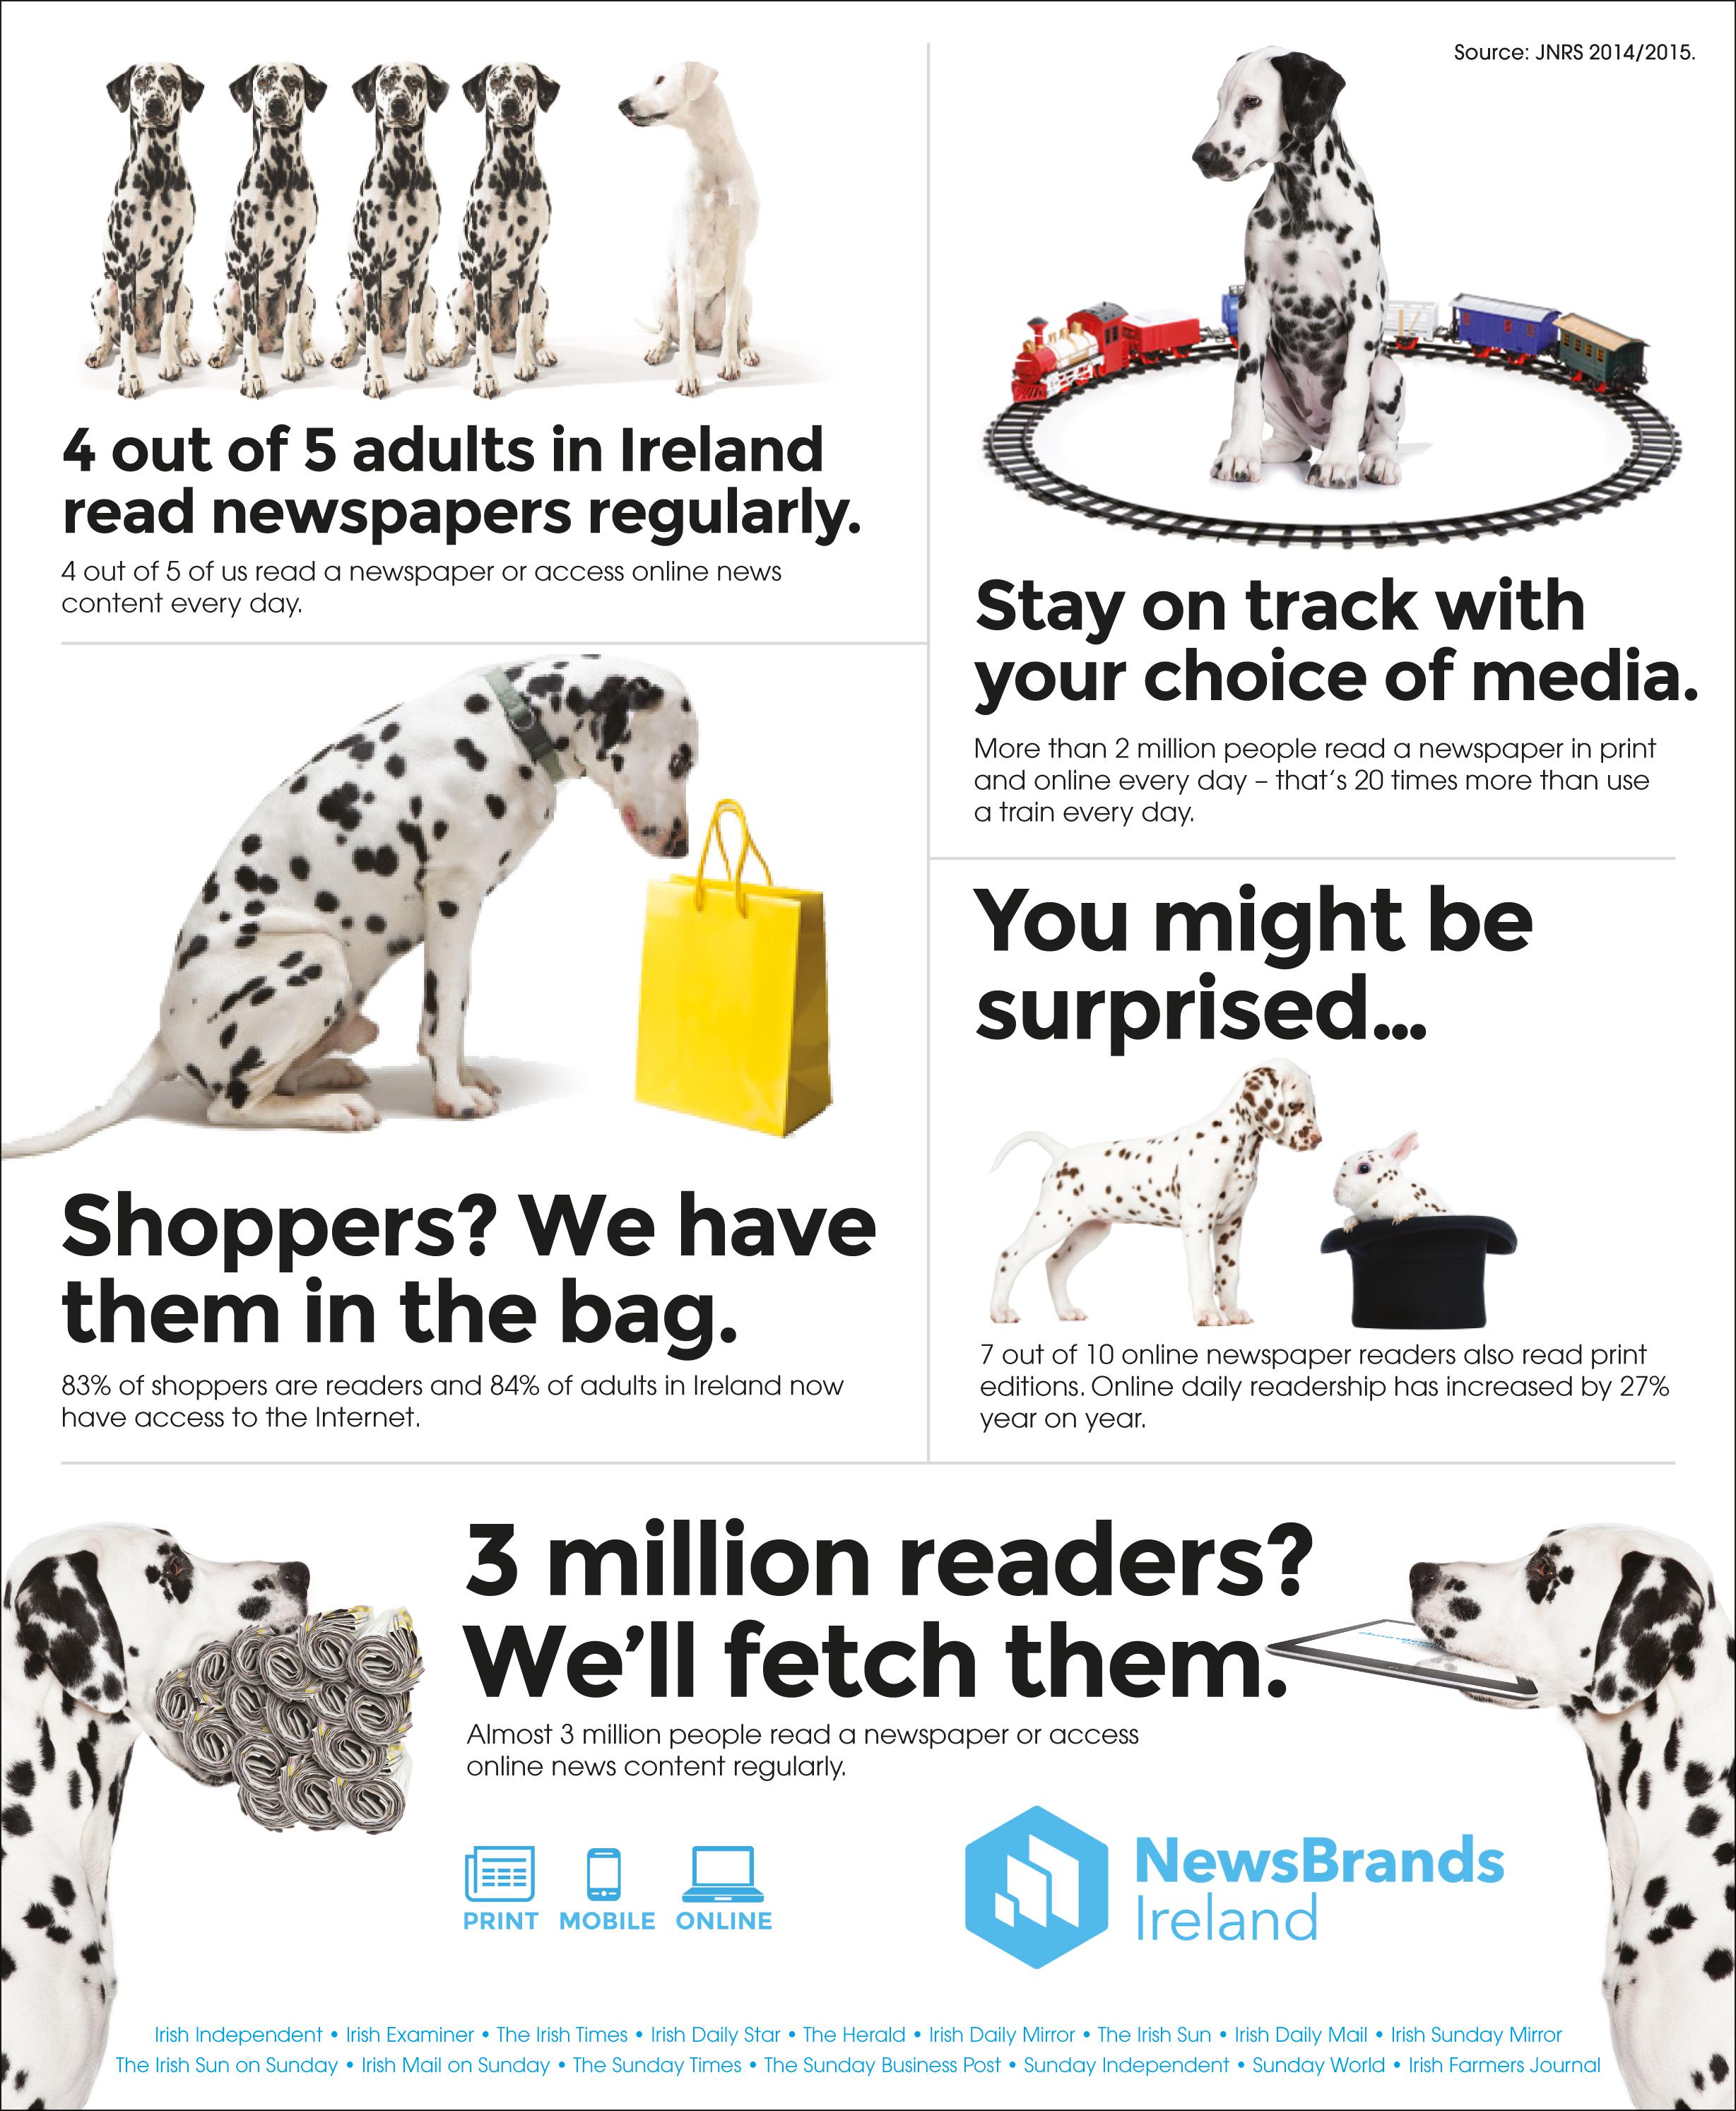 Source: JNRS 2014/2015.
4 out of 5 adults in Ireland
read newspapers regularly.
4 out of 5 of us read a newspaper or access online news
content every day.
Stay on track with
your choice of media.
More than 2 million people read a newspaper in print
and online every day – that's 20 times more than use
a train every day.
Shoppers? We have
them in the bag.
83% of shoppers are readers and 84% of adults in Ireland now
have access to the Internet.
You might be
surprised...
7 out of 10 online newspaper readers also read print
editions. Online daily readership has increased by 27%
year on year.
3 million readers?
We'll fetch them.
Almost 3 million people read a newspaper or access
online news content regularly.
PRINT MOBILE ONLINE
NewsBrands
Ireland
Irish Independent • Irish Examiner • The Irish Times • Irish Daily Star • The Herald • Irish Daily Mirror • The Irish Sun • Irish Daily Mail • Irish Sunday Mirror
The Irish Sun on Sunday • Irish Mail on Sunday • The Sunday Times • The Sunday Business Post • Sunday Independent • Sunday World • Irish Farmers Journal